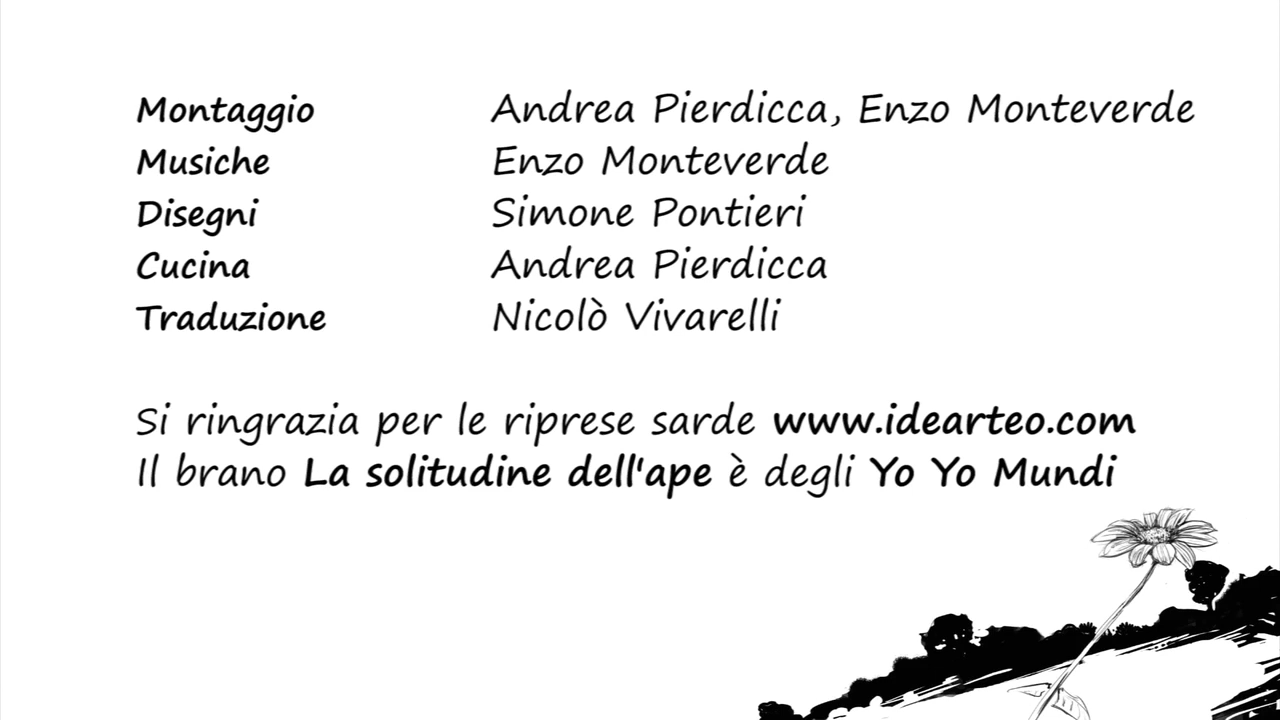 Montaggio Andrea Pierdicca, Enzo Monteverde
Musiche Enzo Monteverde
Disegni Simone Pontieri
Cucina Andrea Pierdicca
Traduzione Nicolò Vivarelli
Si ringrazia per le riprese sarde www.idearteo.com
Il brano La solitudine dell'ape è degli Yo Yo Mundi